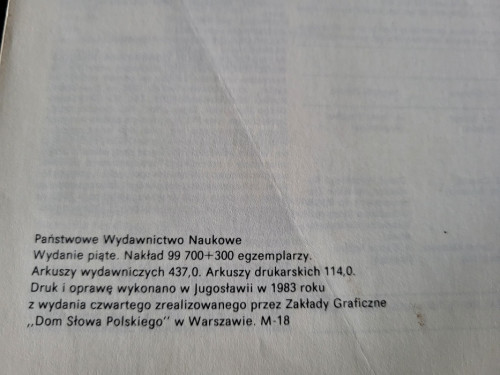 Państwowe Wydawnictwo Naukowe
Wydanie piąte. Nakład 99 700+300 egzemplarzy.
Arkuszy wydawniczych 437,0. Arkuszy drukarskich 114,0.
Druk i oprawę wykonano w Jugosławii w 1983 roku
z wydania czwartego zrealizowanego przez Zakłady Graficzne
,,Dom Słowa Polskiego'' w Warszawie. M-18